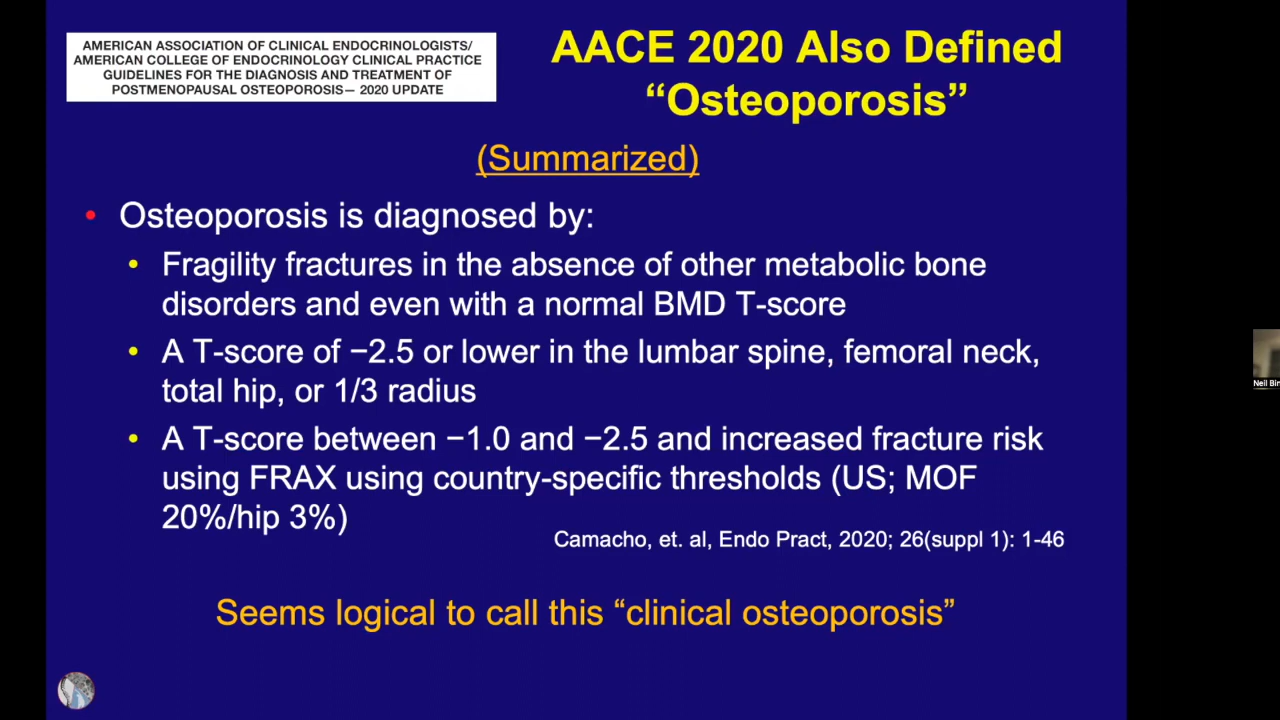 AMERICAN ASSOCIATION OF CLINICAL ENDOCRINOLOGISTS/
AMERICAN COLLEGE OF ENDOCRINOLOGY CLINICAL PRACTICE
GUIDELINES FOR THE DIAGNOSIS AND TREATMENT OF
POSTMENOPAUSAL OSTEOPOROSIS— 2020 UPDATE
AACE 2020 Also Defined
“Osteoporosis”
(Summarized)
• Osteoporosis is diagnosed by:
• Fragility fractures in the absence of other metabolic bone
disorders and even with a normal BMD T-score
• A T-score of −2.5 or lower in the lumbar spine, femoral neck,
total hip, or 1/3 radius
• A T-score between −1.0 and −2.5 and increased fracture risk
using FRAX using country-specific thresholds (US; MOF
20%/hip 3%)
Camacho, et. al, Endo Pract, 2020; 26(suppl 1): 1-46
Seems logical to call this “clinical osteoporosis”
Neil Bin